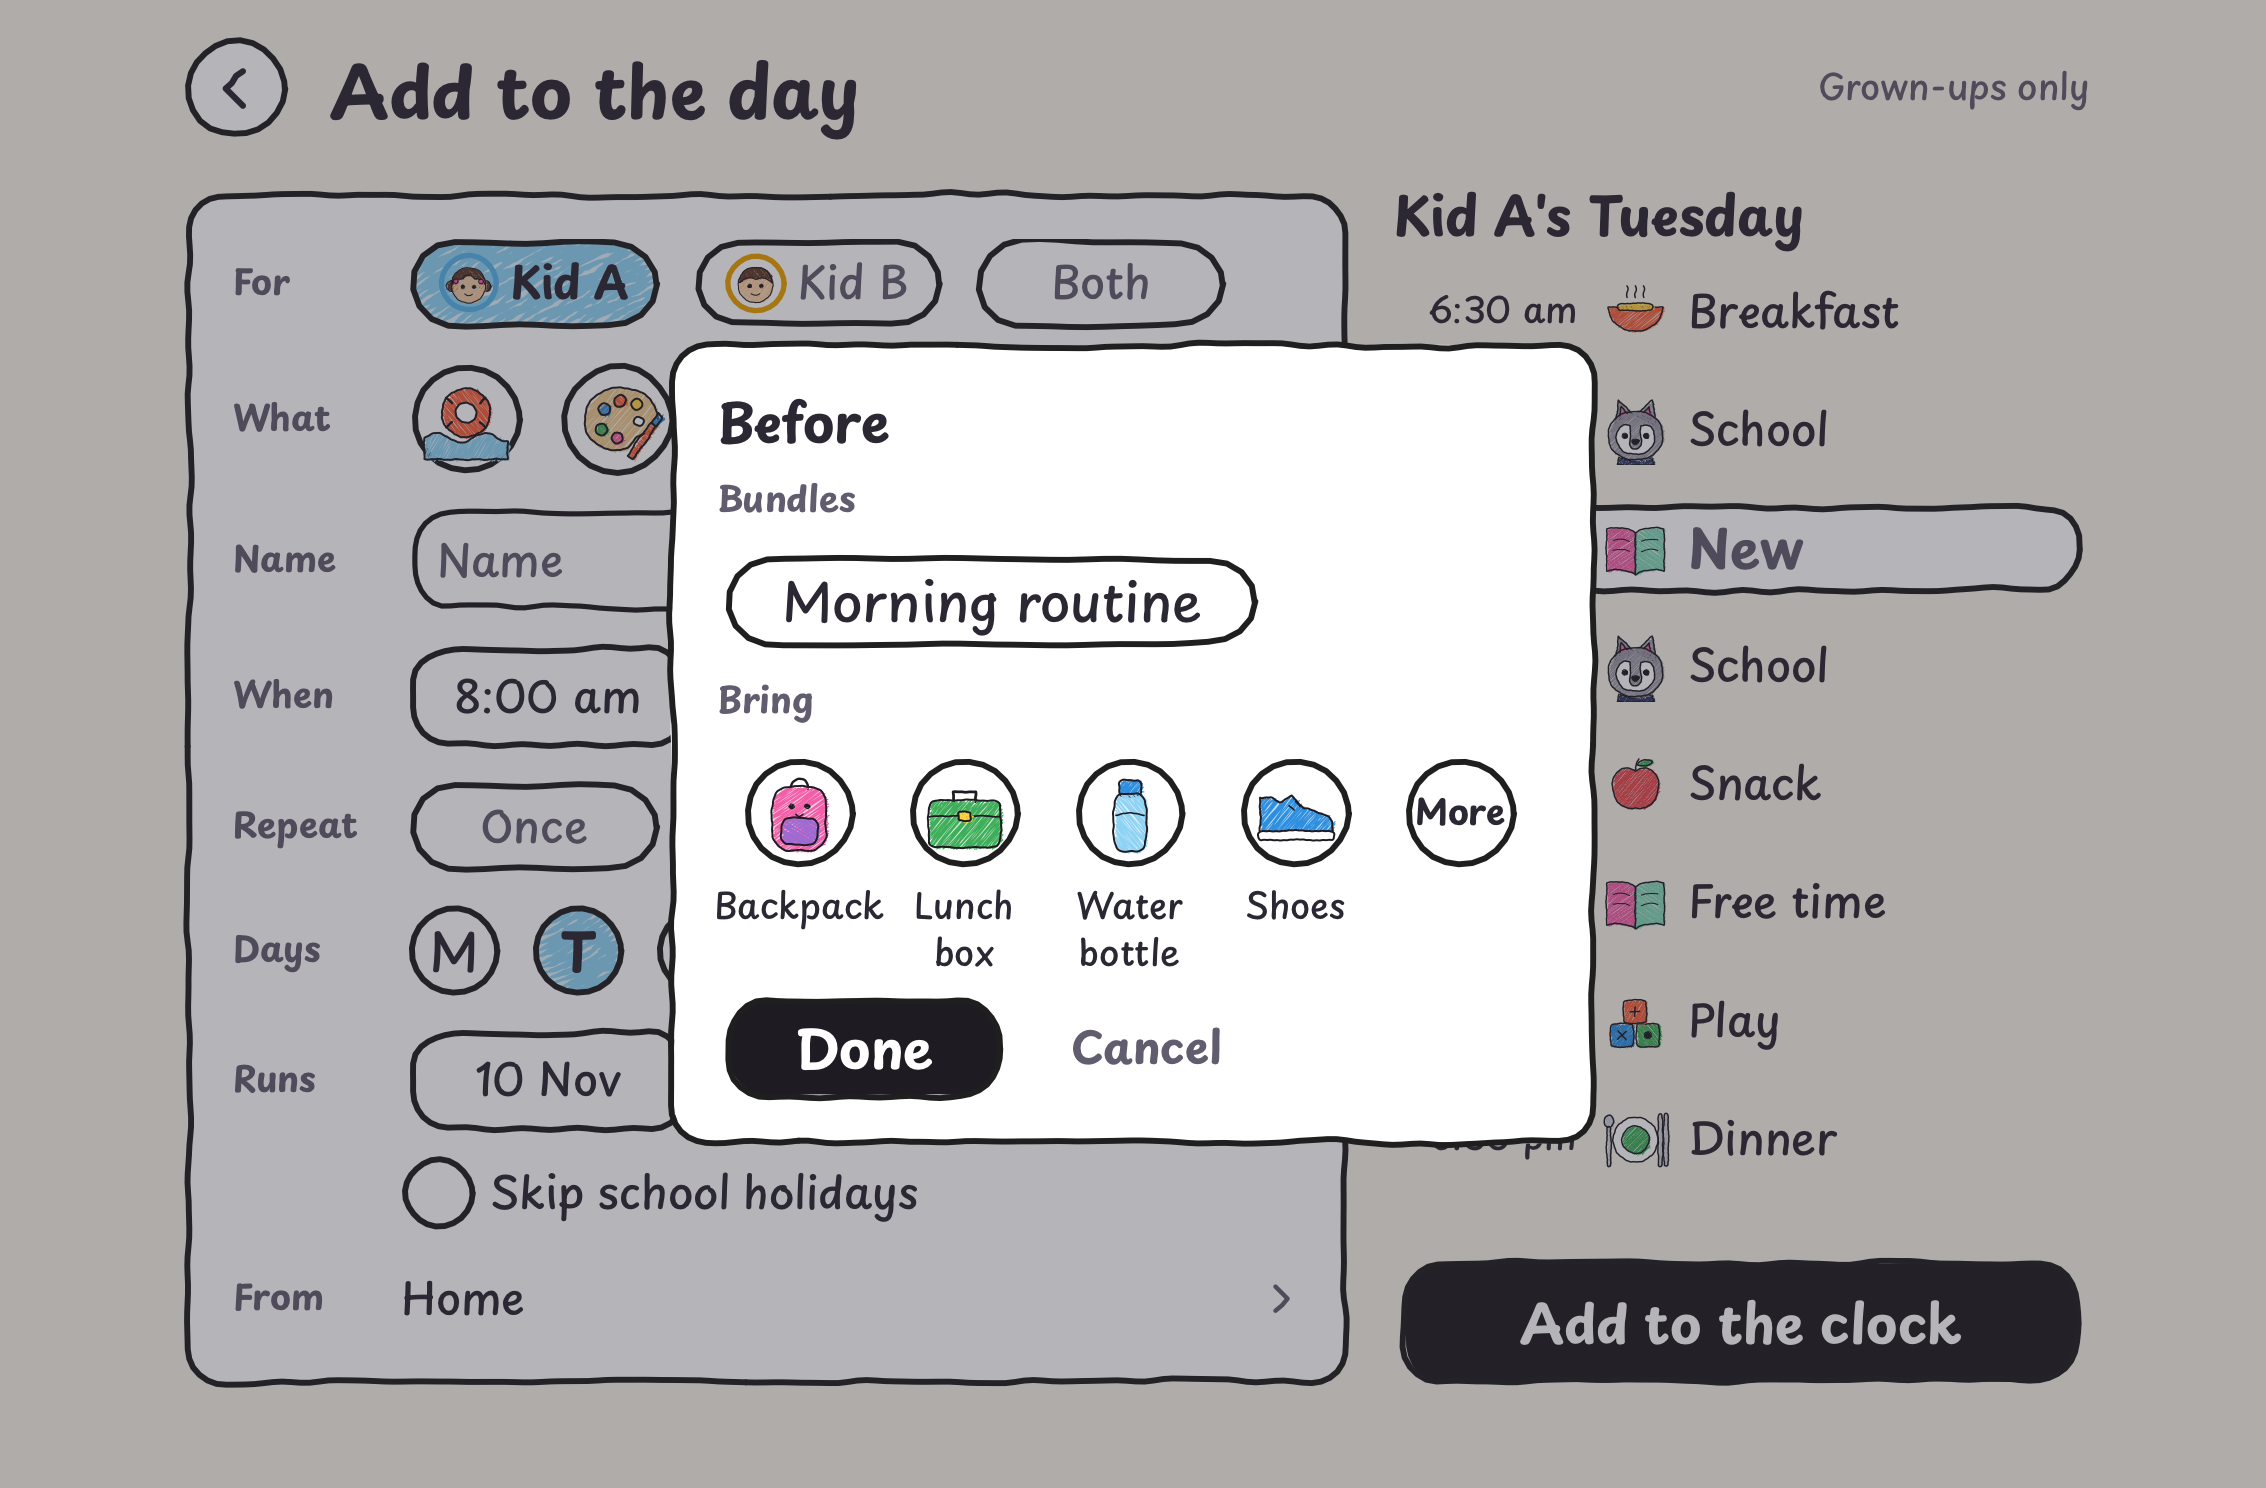 Add to the day
Grown-ups only
For
Kid A
Kid B
Both
What
Name
Name
When
8:00 am
Repeat
Once
Days
M
T
Runs
10 Nov
Skip school holidays
From
Home
Before
Bundles
Morning routine
Bring
Backpack
Lunch
box
Water
bottle
Shoes
More
Done
Cancel
Kid A's Tuesday
6:30 am
Breakfast
School
New
School
Snack
Free time
Play
pm
Dinner
Add to the clock